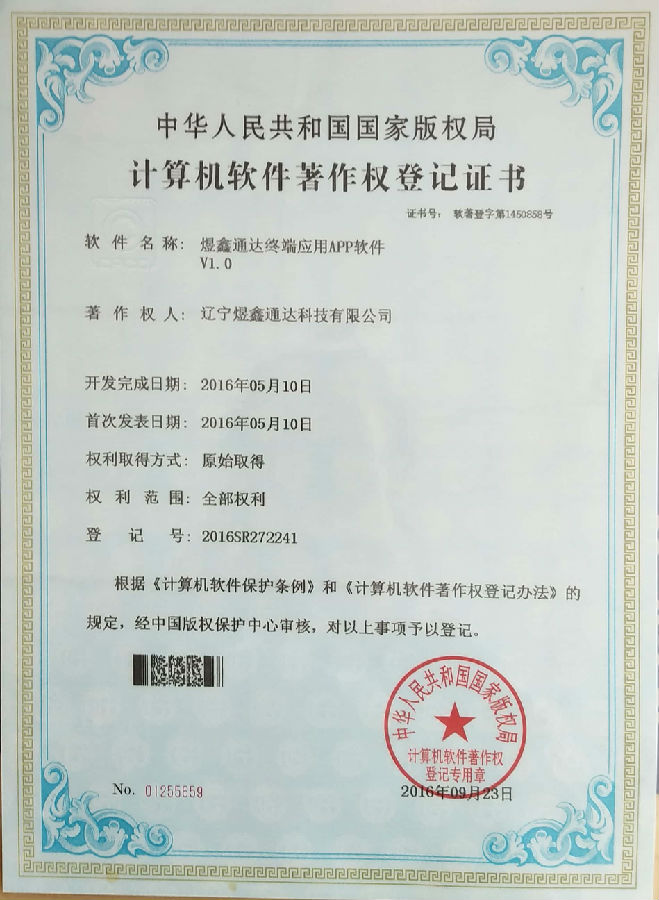 中华人民共和国国家版权局
计算机软件著作权登记证书
证书号： 软著登字第1450858号
软件名称： 煜鑫通达终端应用APP软件
V1.0
著作权人： 辽宁煜鑫通达科技有限公司
开发完成日期： 2016年05月10日
首次发表日期： 2016年05月10日
权利取得方式： 原始取得
权利范围： 全部权利
登记号： 2016SR272241
根据《计算机软件保护条例》和《计算机软件著作权登记办法》的
规定，经中国版权保护中心审核，对以上事项予以登记。
中华人民共和国国家版权局
计算机软件著作权
登记专用章
No. 01255859
2016年09月23日